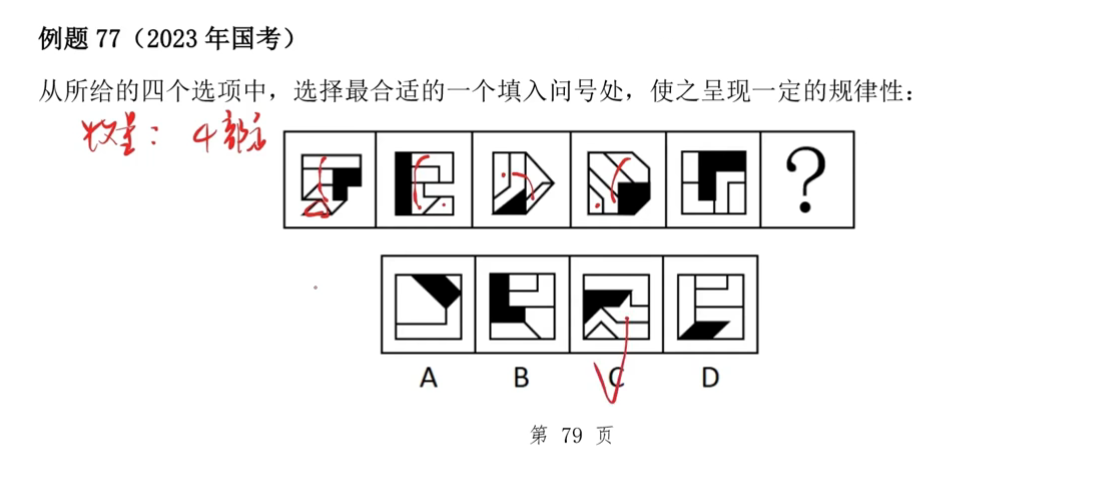 例题 77（2023 年国考）
从所给的四个选项中，选择最合适的一个填入问号处，使之呈现一定的规律性：
数量：4部分
?
A B C D
第 79 页